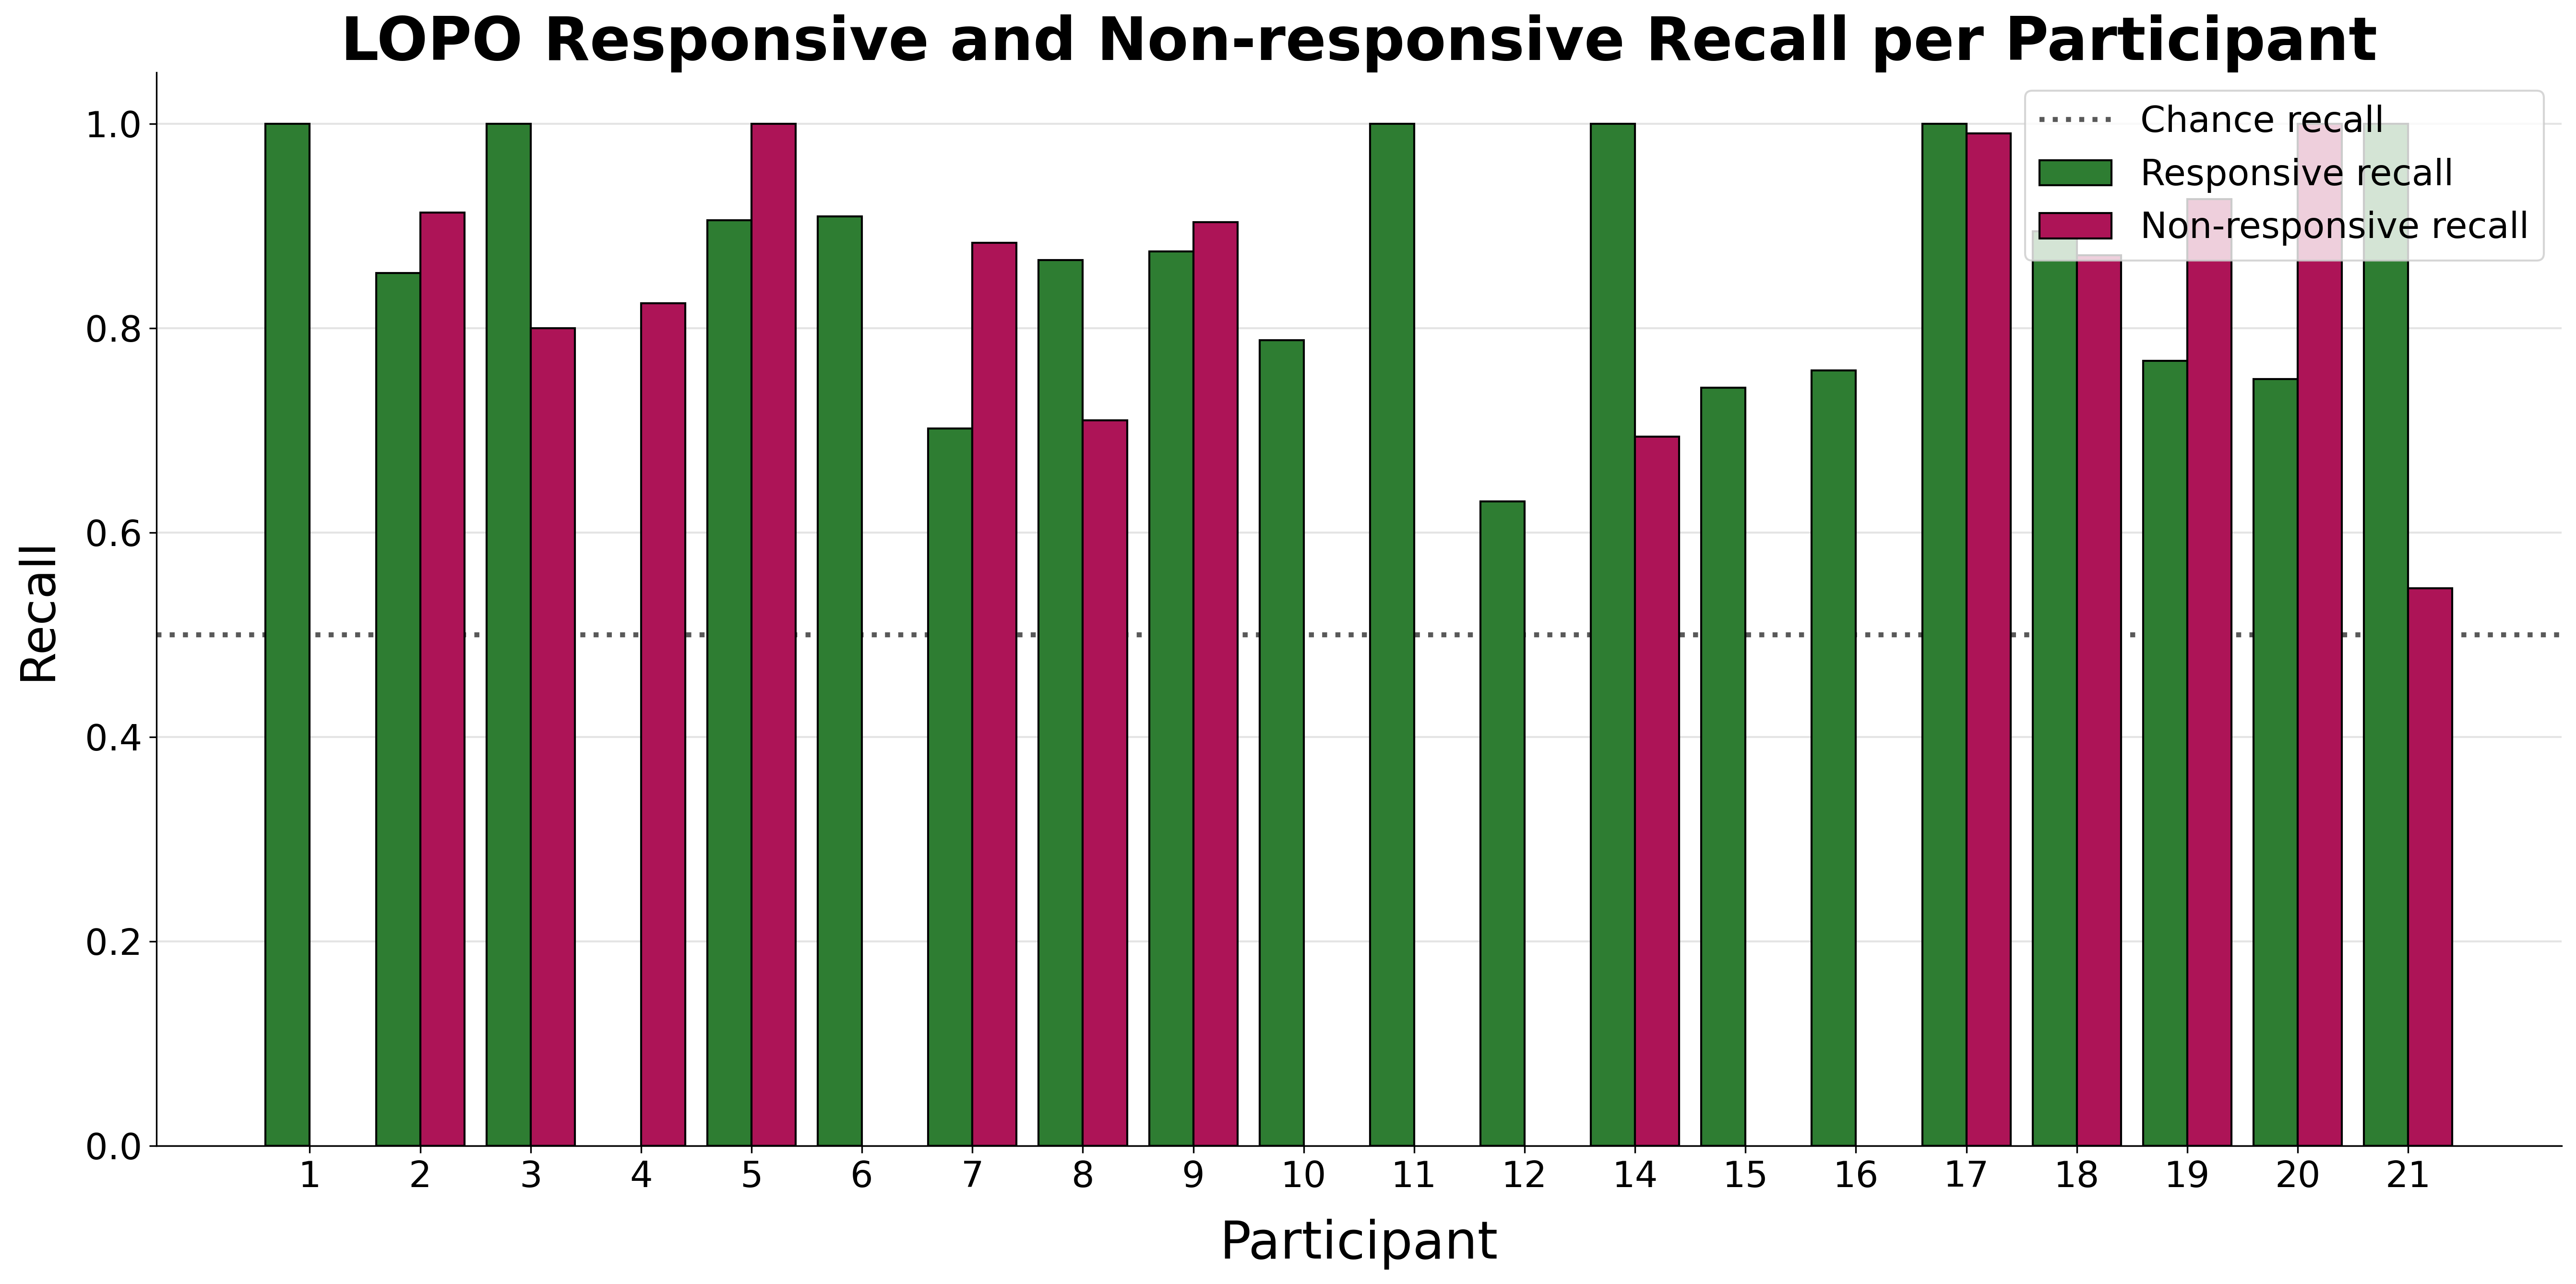 LOPO Responsive and Non-responsive Recall per Participant
Chance recall
Responsive recall
Non-responsive recall
1.0
0.8
0.6
0.4
0.2
0.0
Recall
1 2 3 4 5 6 7 8 9 10 11 12 14 15 16 17 18 19 20 21
Participant